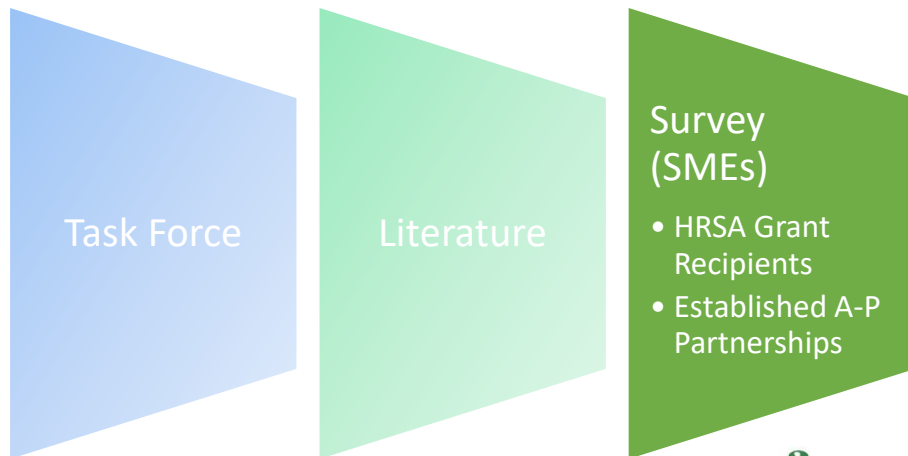 Task Force
Literature
Survey
(SMEs)
• HRSA Grant
Recipients
• Established A-P
Partnerships